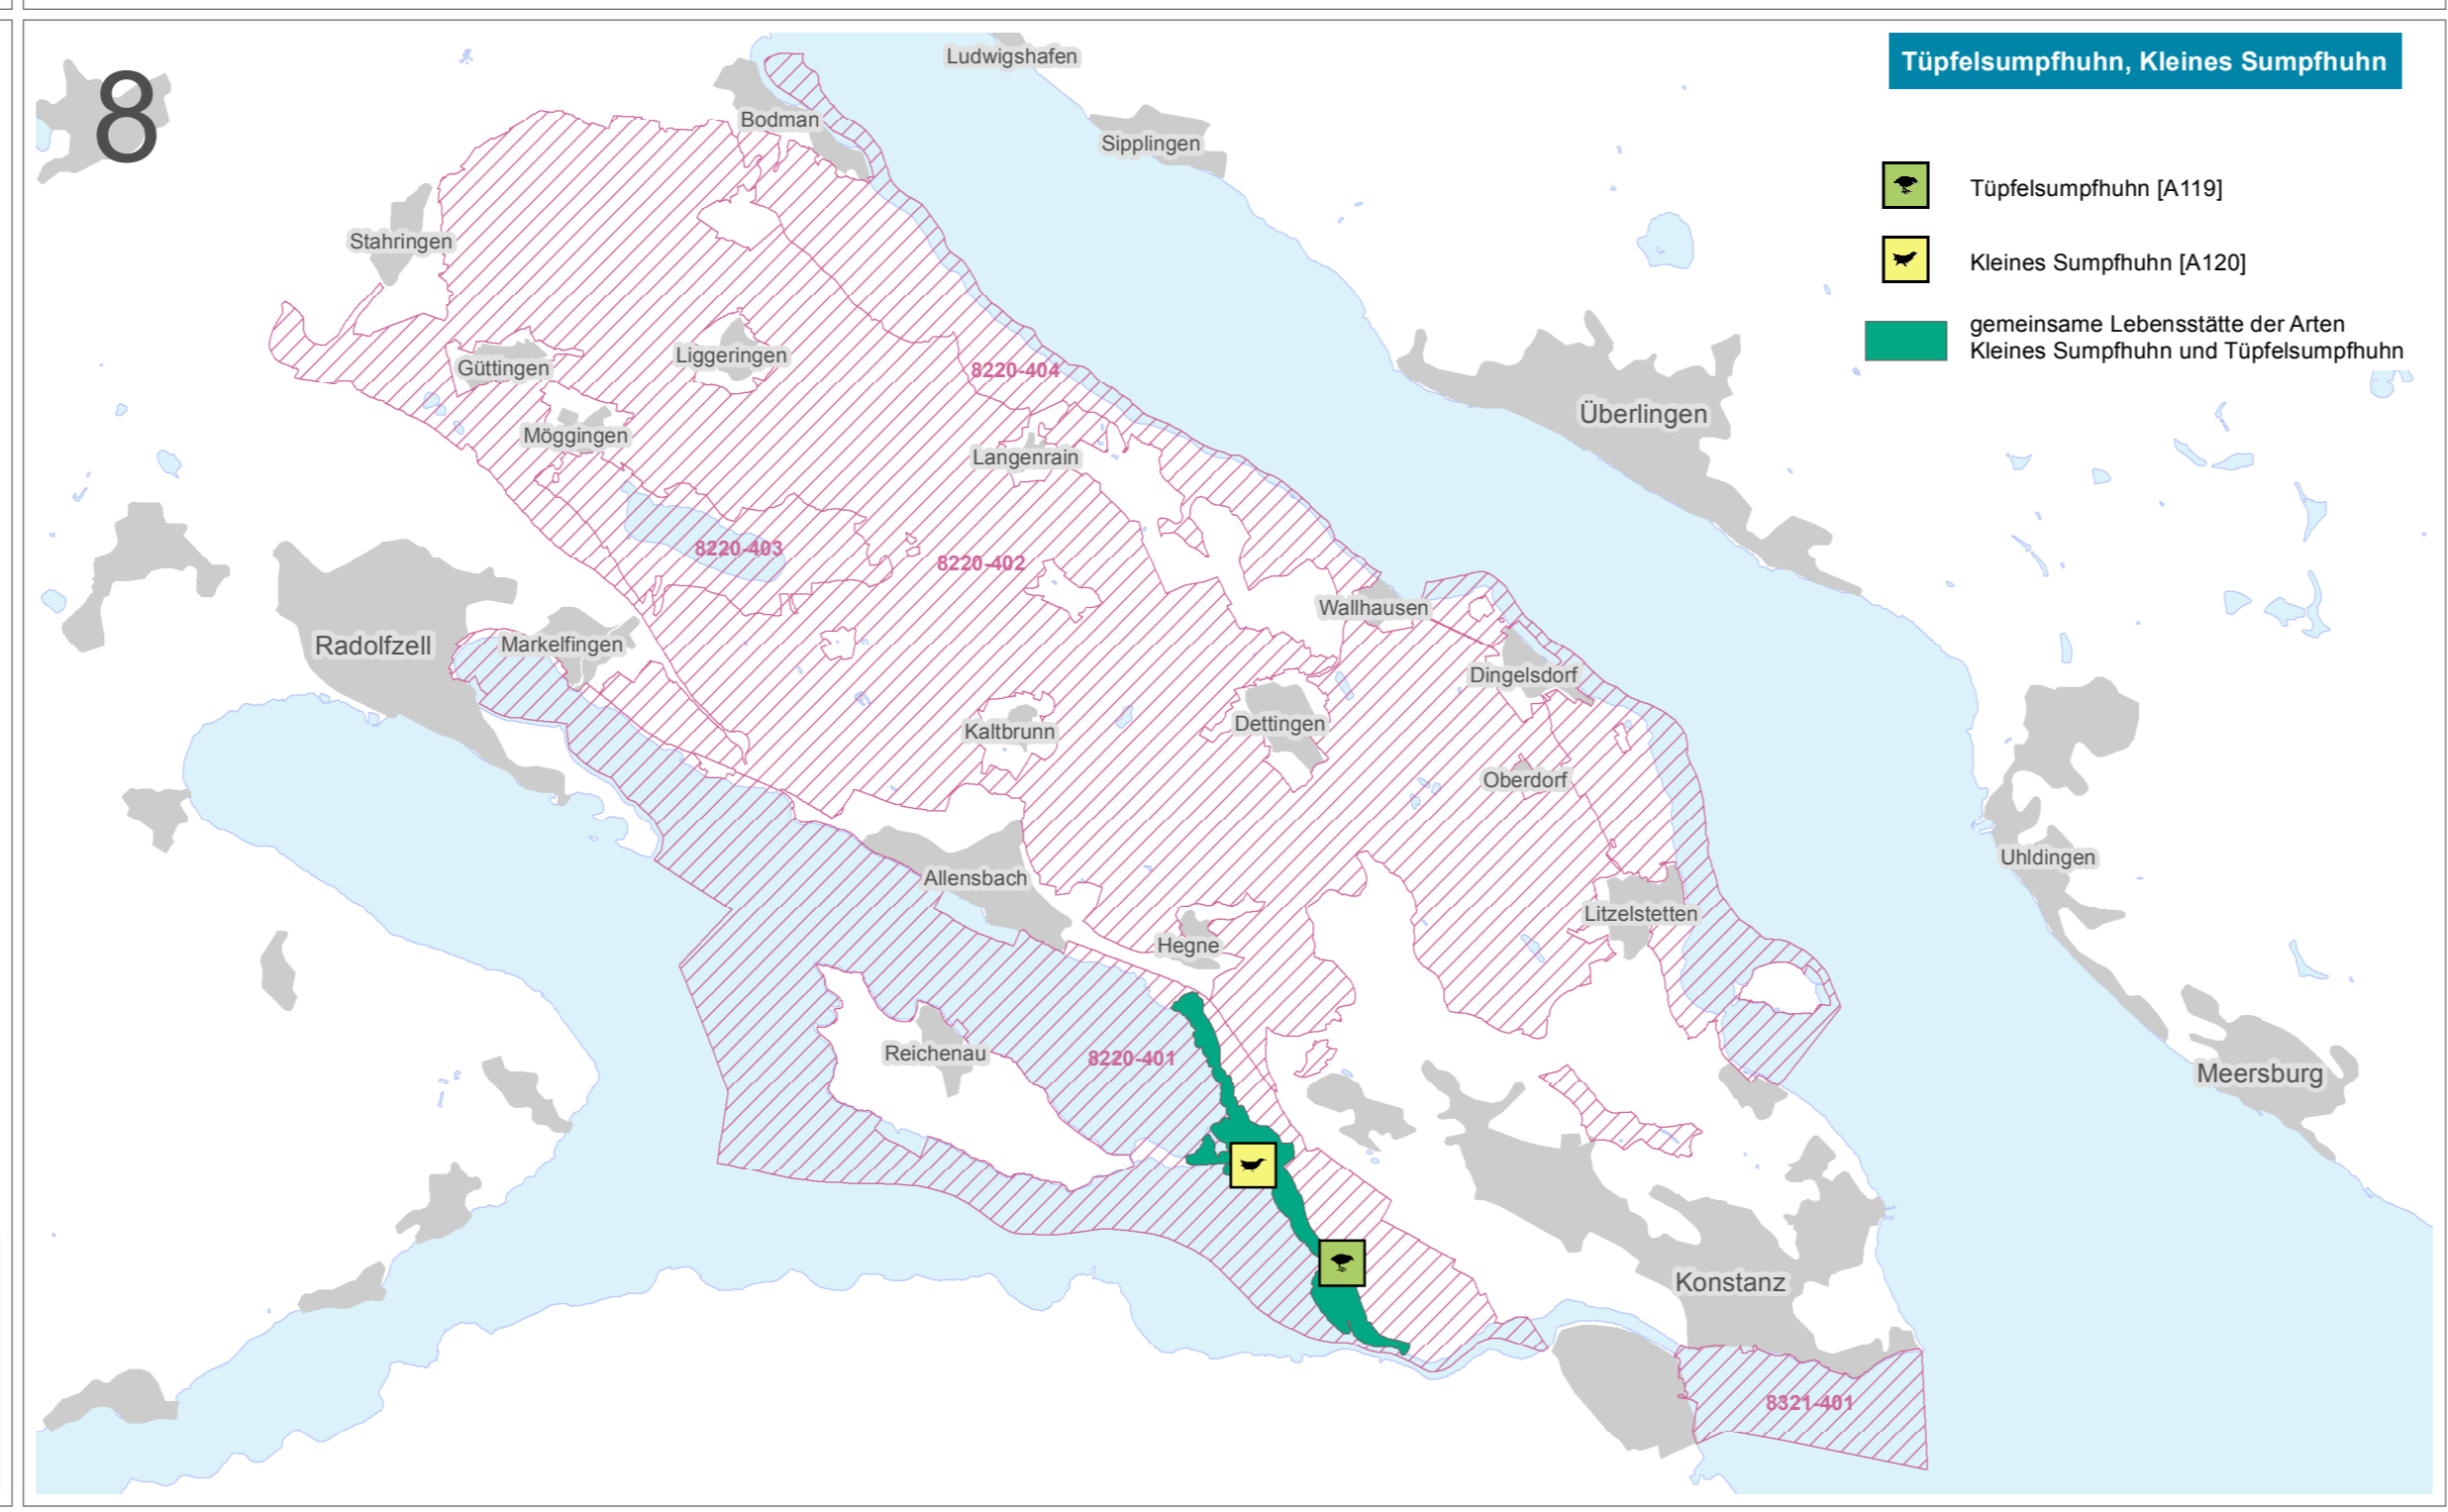 8
Tüpfelsumpfhuhn, Kleines Sumpfhuhn
Tüpfelsumpfhuhn [A119]
Kleines Sumpfhuhn [A120]
gemeinsame Lebensstätte der Arten
Kleines Sumpfhuhn und Tüpfelsumpfhuhn
Ludwigshafen
Bodman
Sipplingen
Stahringen
Güttingen
Liggeringen
8220-404
Überlingen
Möggingen
Langenrain
8220-403
8220-402
Wallhausen
Radolfzell
Markelfingen
Dingelsdorf
Kaltbrunn
Dettingen
Oberdorf
Uhldingen
Allensbach
Litzelstetten
Hegne
Reichenau
8220-401
Meersburg
Konstanz
8321-401